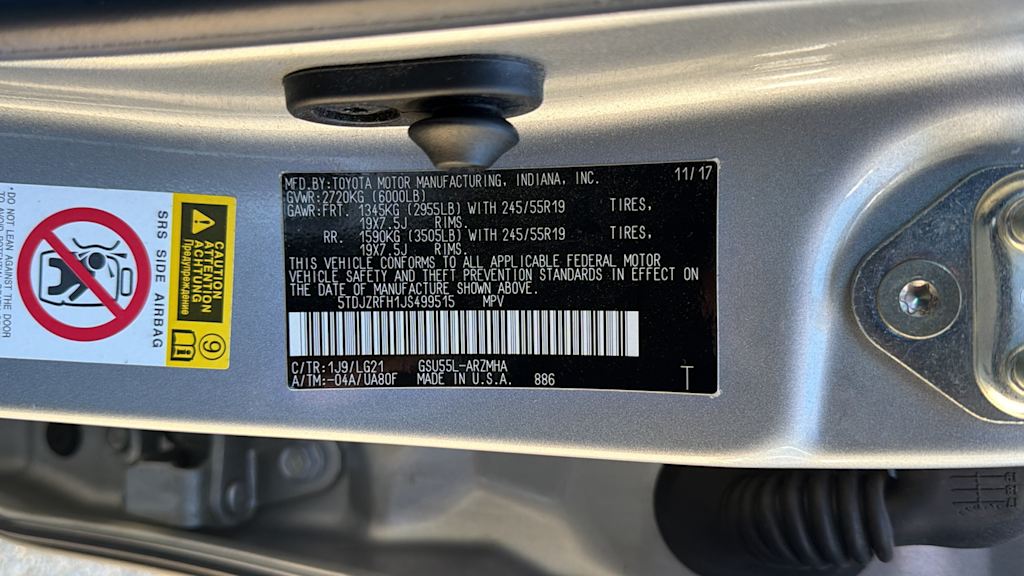 MFD.BY:TOYOTA MOTOR MANUFACTURING, INDIANA, INC. 11/17
GVWR:2720KG (6000LB)
GAWR:FRT. 1345KG (2955LB) WITH 245/55R19 TIRES,
19X7.5J RIMS.
RR. 1590KG (3505LB) WITH 245/55R19 TIRES,
19X7.5J RIMS.
THIS VEHICLE CONFORMS TO ALL APPLICABLE FEDERAL MOTOR
VEHICLE SAFETY AND THEFT PREVENTION STANDARDS IN EFFECT ON
THE DATE OF MANUFACTURE SHOWN ABOVE.
5TDJZRFH1JS499515 MPV
C/TR:1J9/LG21 GSU55L-ARZMHA
A/TM:-04A/UA80F MADE IN U.S.A. 886 T
CAUTION
ATTENTION
ACHTUNG
Предупреждение
9
SRS SIDE AIRBAG
• DO NOT LEAN AGAINST THE DOOR
TO AVOID POTENTIAL